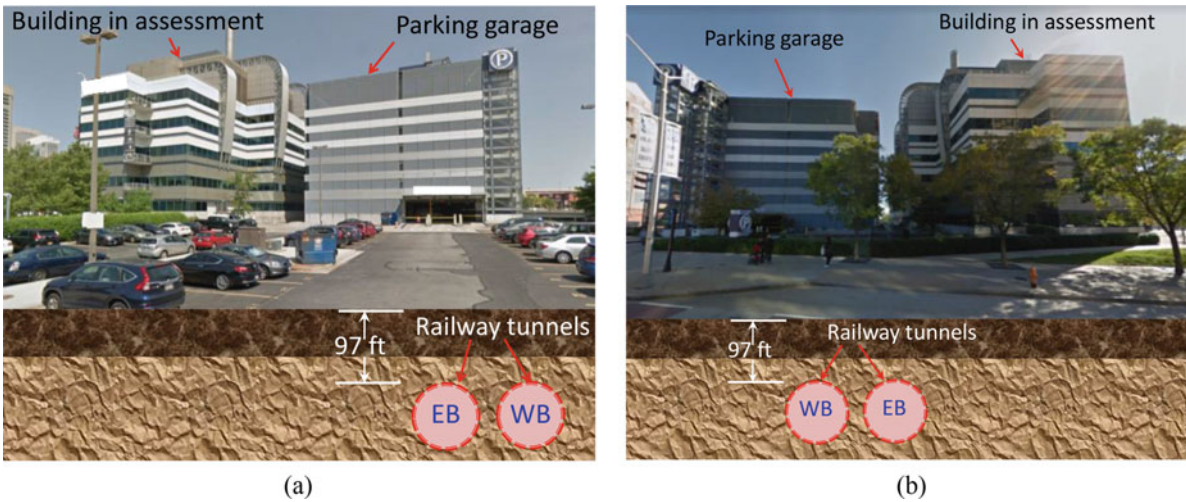 Building in assessment
Parking garage
P
Railway tunnels
97 ft
EB
WB
(a)
Building in assessment
Parking garage
Railway tunnels
97 ft
WB
EB
(b)